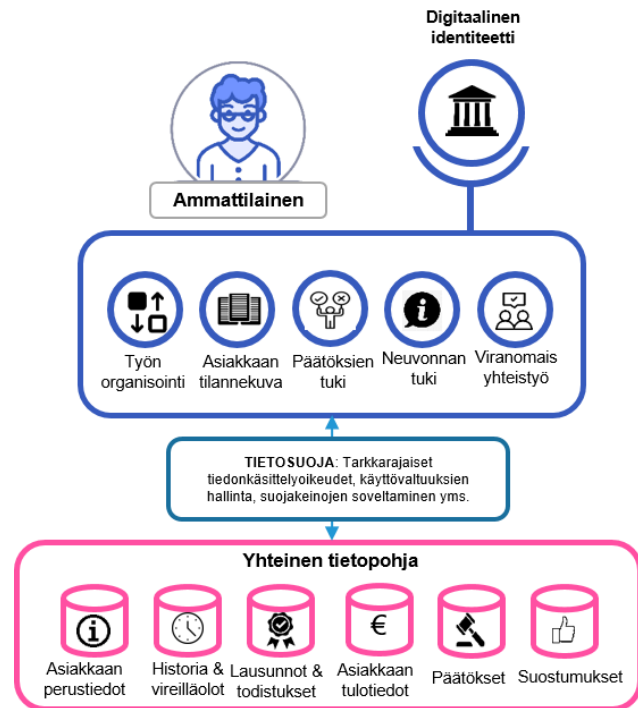 Digitaalinen
identiteetti
Ammattilainen
Työn
organisointi
Asiakkaan
tilannekuva
Päätöksien
tuki
Neuvonnan
tuki
Viranomais
yhteistyö
TIETOSUOJA: Tarkkarajaiset
tiedonkäsittelyoikeudet, käyttövaltuuksien
hallinta, suojakeinojen soveltaminen yms.
Yhteinen tietopohja
Asiakkaan
perustiedot
Historia &
vireilläolot
Lausunnot &
todistukset
€
Asiakkaan
tulotiedot
Päätökset
Suostumukset